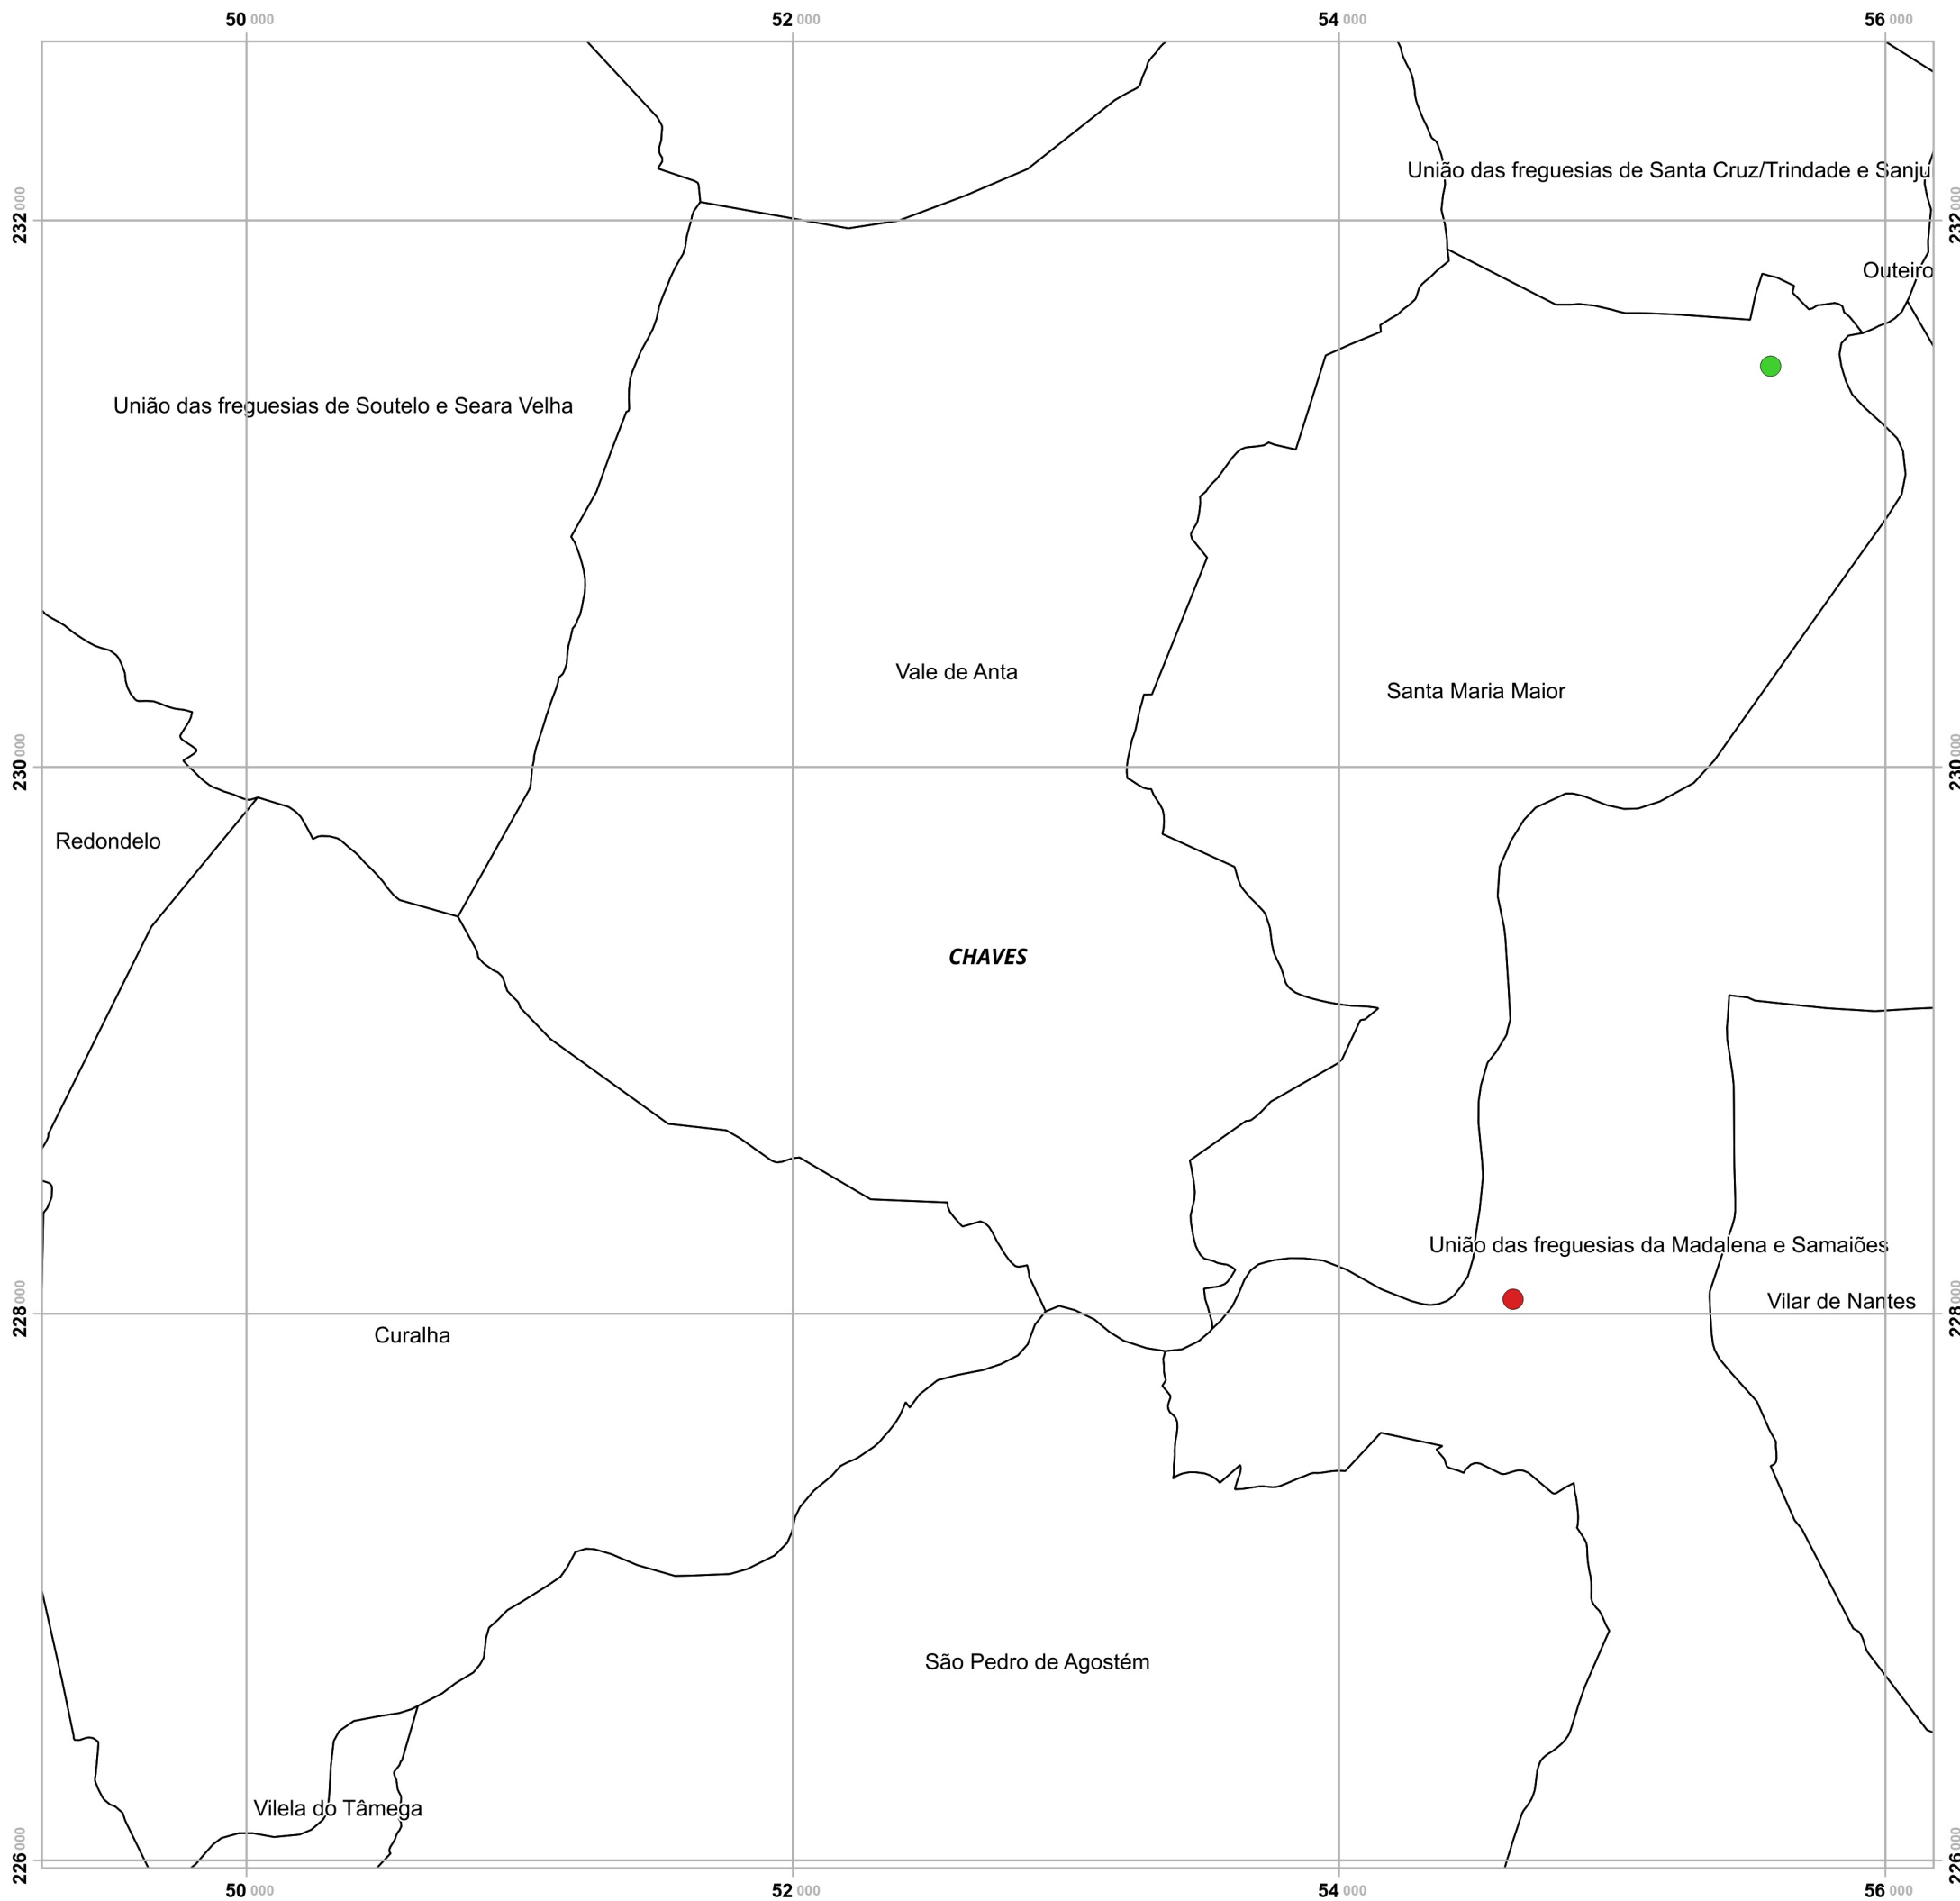 50 000 52 000 54 000 56 000
União das freguesias de Santa Cruz/Trindade e Sanju
232 000 232 000
Outeiro
União das freguesias de Soutelo e Seara Velha
Vale de Anta
Santa Maria Maior
230 000 230 000
Redondelo
CHAVES
União das freguesias da Madalena e Samaiões
Vilar de Nantes
228 000 228 000
Curalha
São Pedro de Agostém
Vilela do Tâmega
226 000 226 000
50 000 52 000 54 000 56 000